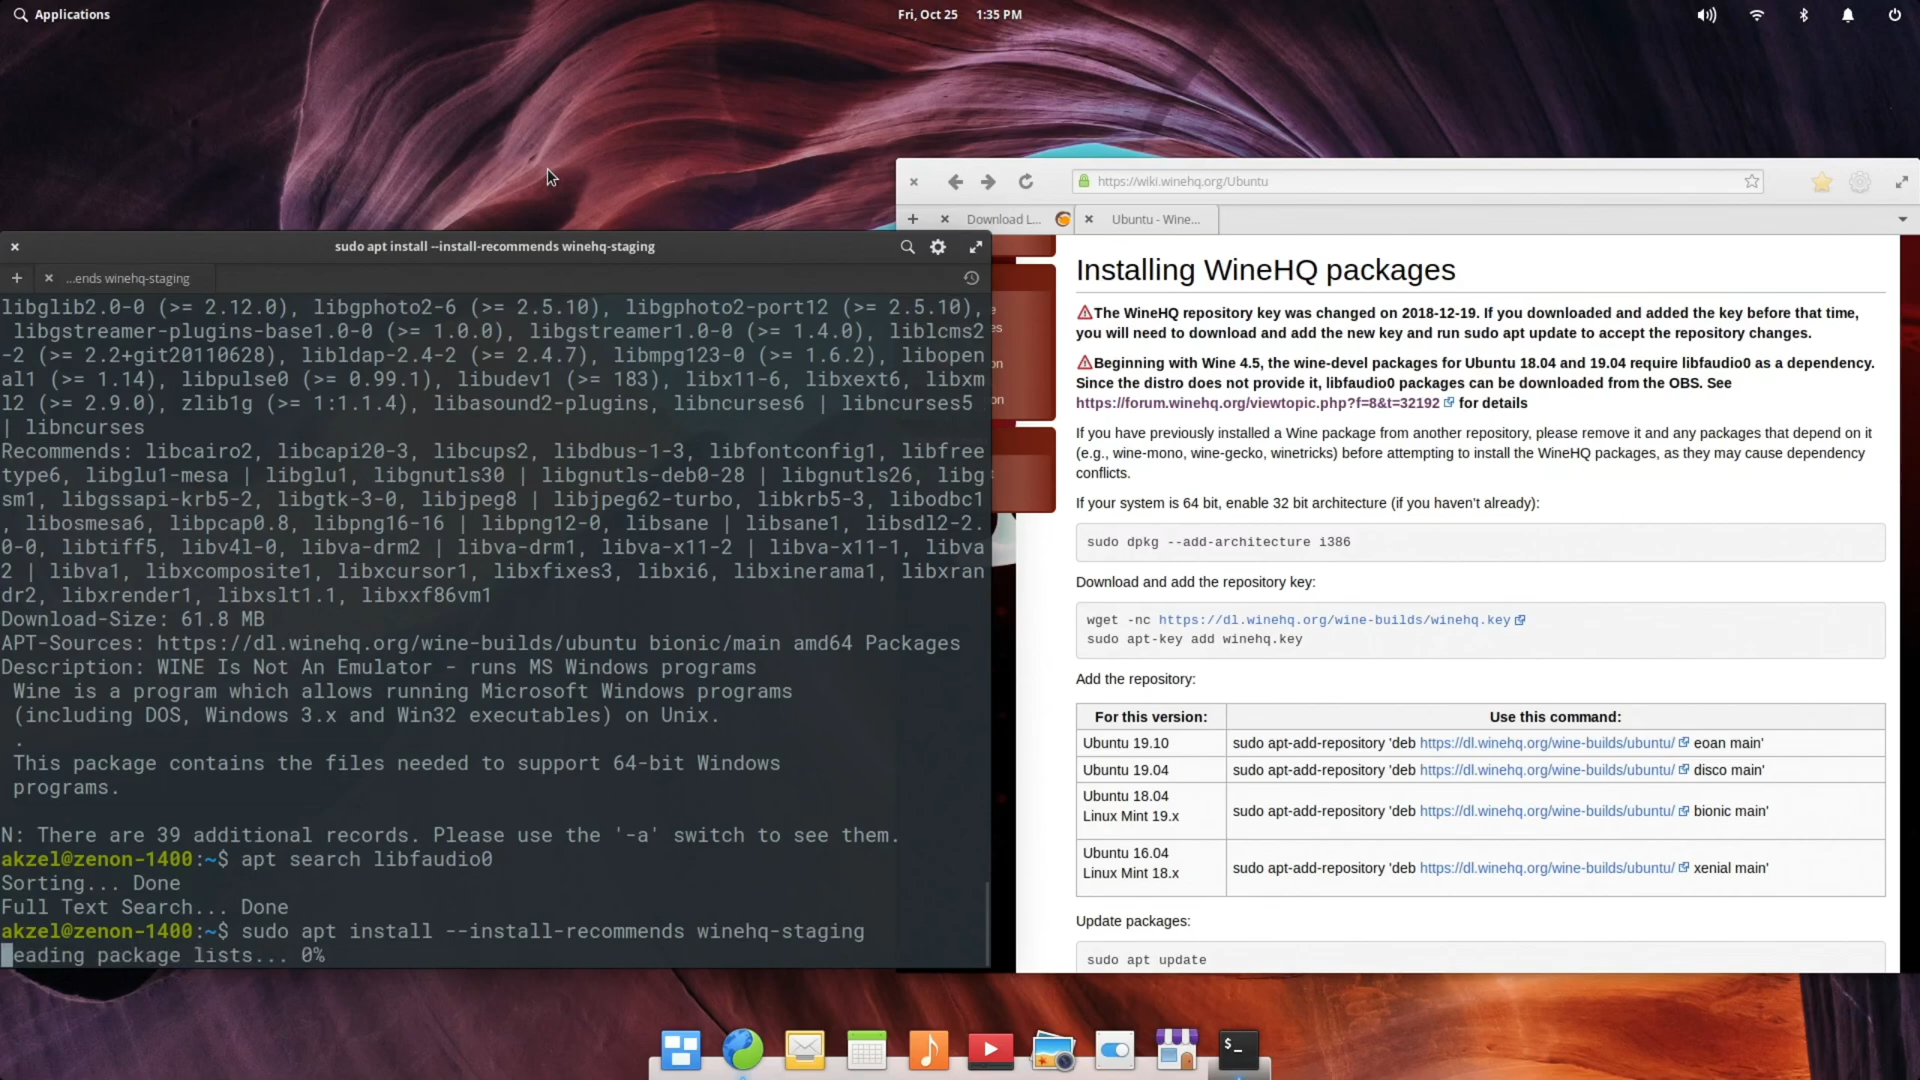 Applications
Fri, Oct 25 1:35 PM
https://wiki.winehq.org/Ubuntu
Download L...
Ubuntu - Wine...
sudo apt install --install-recommends winehq-staging
...ends winehq-staging
libglib2.0-0 (>= 2.12.0), libgphoto2-6 (>= 2.5.10), libgphoto2-port12 (>= 2.5.10),
libgstreamer-plugins-base1.0-0 (>= 1.0.0), libgstreamer1.0-0 (>= 1.4.0), liblcms2
-2 (>= 2.2+git20110628), libldap-2.4-2 (>= 2.4.7), libmpg123-0 (>= 1.6.2), libopen
al1 (>= 1.14), libpulse0 (>= 0.99.1), libudev1 (>= 183), libx11-6, libxext6, libxm
l2 (>= 2.9.0), zlib1g (>= 1:1.1.4), libasound2-plugins, libncurses6 | libncurses5
| libncurses
Recommends: libcairo2, libcapi20-3, libcups2, libdbus-1-3, libfontconfig1, libfree
type6, libglu1-mesa | libglu1, libgnutls30 | libgnutls-deb0-28 | libgnutls26, libg
sm1, libgssapi-krb5-2, libgtk-3-0, libjpeg8 | libjpeg62-turbo, libkrb5-3, libodbc1
, libosmesa6, libpcap0.8, libpng16-16 | libpng12-0, libsane | libsane1, libsdl2-2.
0-0, libtiff5, libv4l-0, libva-drm2 | libva-drm1, libva-x11-2 | libva-x11-1, libva
2 | libva1, libxcomposite1, libxcursor1, libxfixes3, libxi6, libxinerama1, libxran
dr2, libxrender1, libxslt1.1, libxxf86vm1
Download-Size: 61.8 MB
APT-Sources: https://dl.winehq.org/wine-builds/ubuntu bionic/main amd64 Packages
Description: WINE Is Not An Emulator - runs MS Windows programs
Wine is a program which allows running Microsoft Windows programs
(including DOS, Windows 3.x and Win32 executables) on Unix.
.
This package contains the files needed to support 64-bit Windows
programs.
N: There are 39 additional records. Please use the '-a' switch to see them.
akzel@zenon-1400:~$ apt search libfaudio0
Sorting... Done
Full Text Search... Done
akzel@zenon-1400:~$ sudo apt install --install-recommends winehq-staging
eading package lists... 0%
Installing WineHQ packages
The WineHQ repository key was changed on 2018-12-19. If you downloaded and added the key before that time,
you will need to download and add the new key and run sudo apt update to accept the repository changes.
Beginning with Wine 4.5, the wine-devel packages for Ubuntu 18.04 and 19.04 require libfaudio0 as a dependency.
Since the distro does not provide it, libfaudio0 packages can be downloaded from the OBS. See
https://forum.winehq.org/viewtopic.php?f=8&t=32192 for details
If you have previously installed a Wine package from another repository, please remove it and any packages that depend on it
(e.g., wine-mono, wine-gecko, winetricks) before attempting to install the WineHQ packages, as they may cause dependency
conflicts.
If your system is 64 bit, enable 32 bit architecture (if you haven't already):
sudo dpkg --add-architecture i386
Download and add the repository key:
wget -nc https://dl.winehq.org/wine-builds/winehq.key
sudo apt-key add winehq.key
Add the repository:
For this version: Use this command:
Ubuntu 19.10 sudo apt-add-repository 'deb https://dl.winehq.org/wine-builds/ubuntu/ eoan main'
Ubuntu 19.04 sudo apt-add-repository 'deb https://dl.winehq.org/wine-builds/ubuntu/ disco main'
Ubuntu 18.04
Linux Mint 19.x
sudo apt-add-repository 'deb https://dl.winehq.org/wine-builds/ubuntu/ bionic main'
Ubuntu 16.04
Linux Mint 18.x
sudo apt-add-repository 'deb https://dl.winehq.org/wine-builds/ubuntu/ xenial main'
Update packages:
sudo apt update
$ _